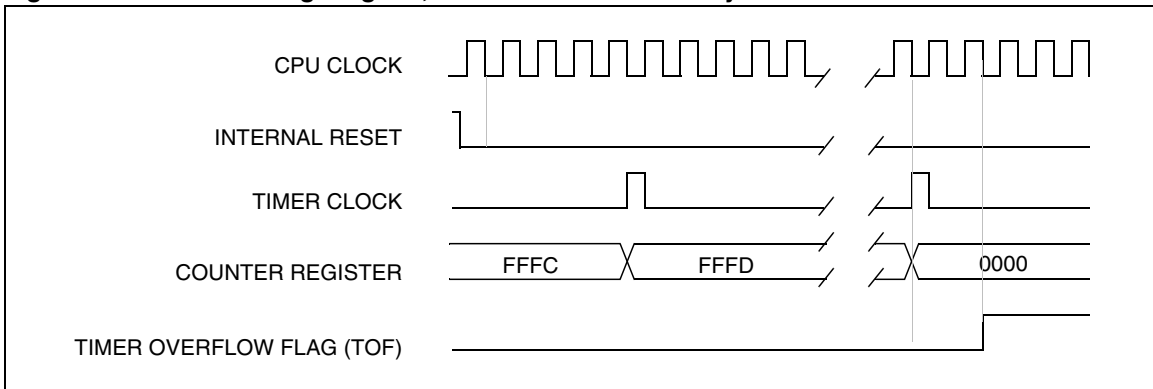 CPU CLOCK
INTERNAL RESET
TIMER CLOCK
COUNTER REGISTER FFFC FFFD 0000
TIMER OVERFLOW FLAG (TOF)